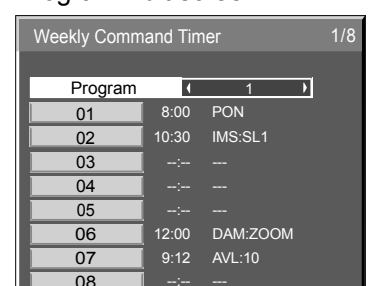 Weekly Command Timer 1/8
Program 1
01 8:00 PON
02 10:30 IMS:SL1
03 --:-- ---
04 --:-- ---
05 --:-- ---
06 12:00 DAM:ZOOM
07 9:12 AVL:10
08 --:-- ---